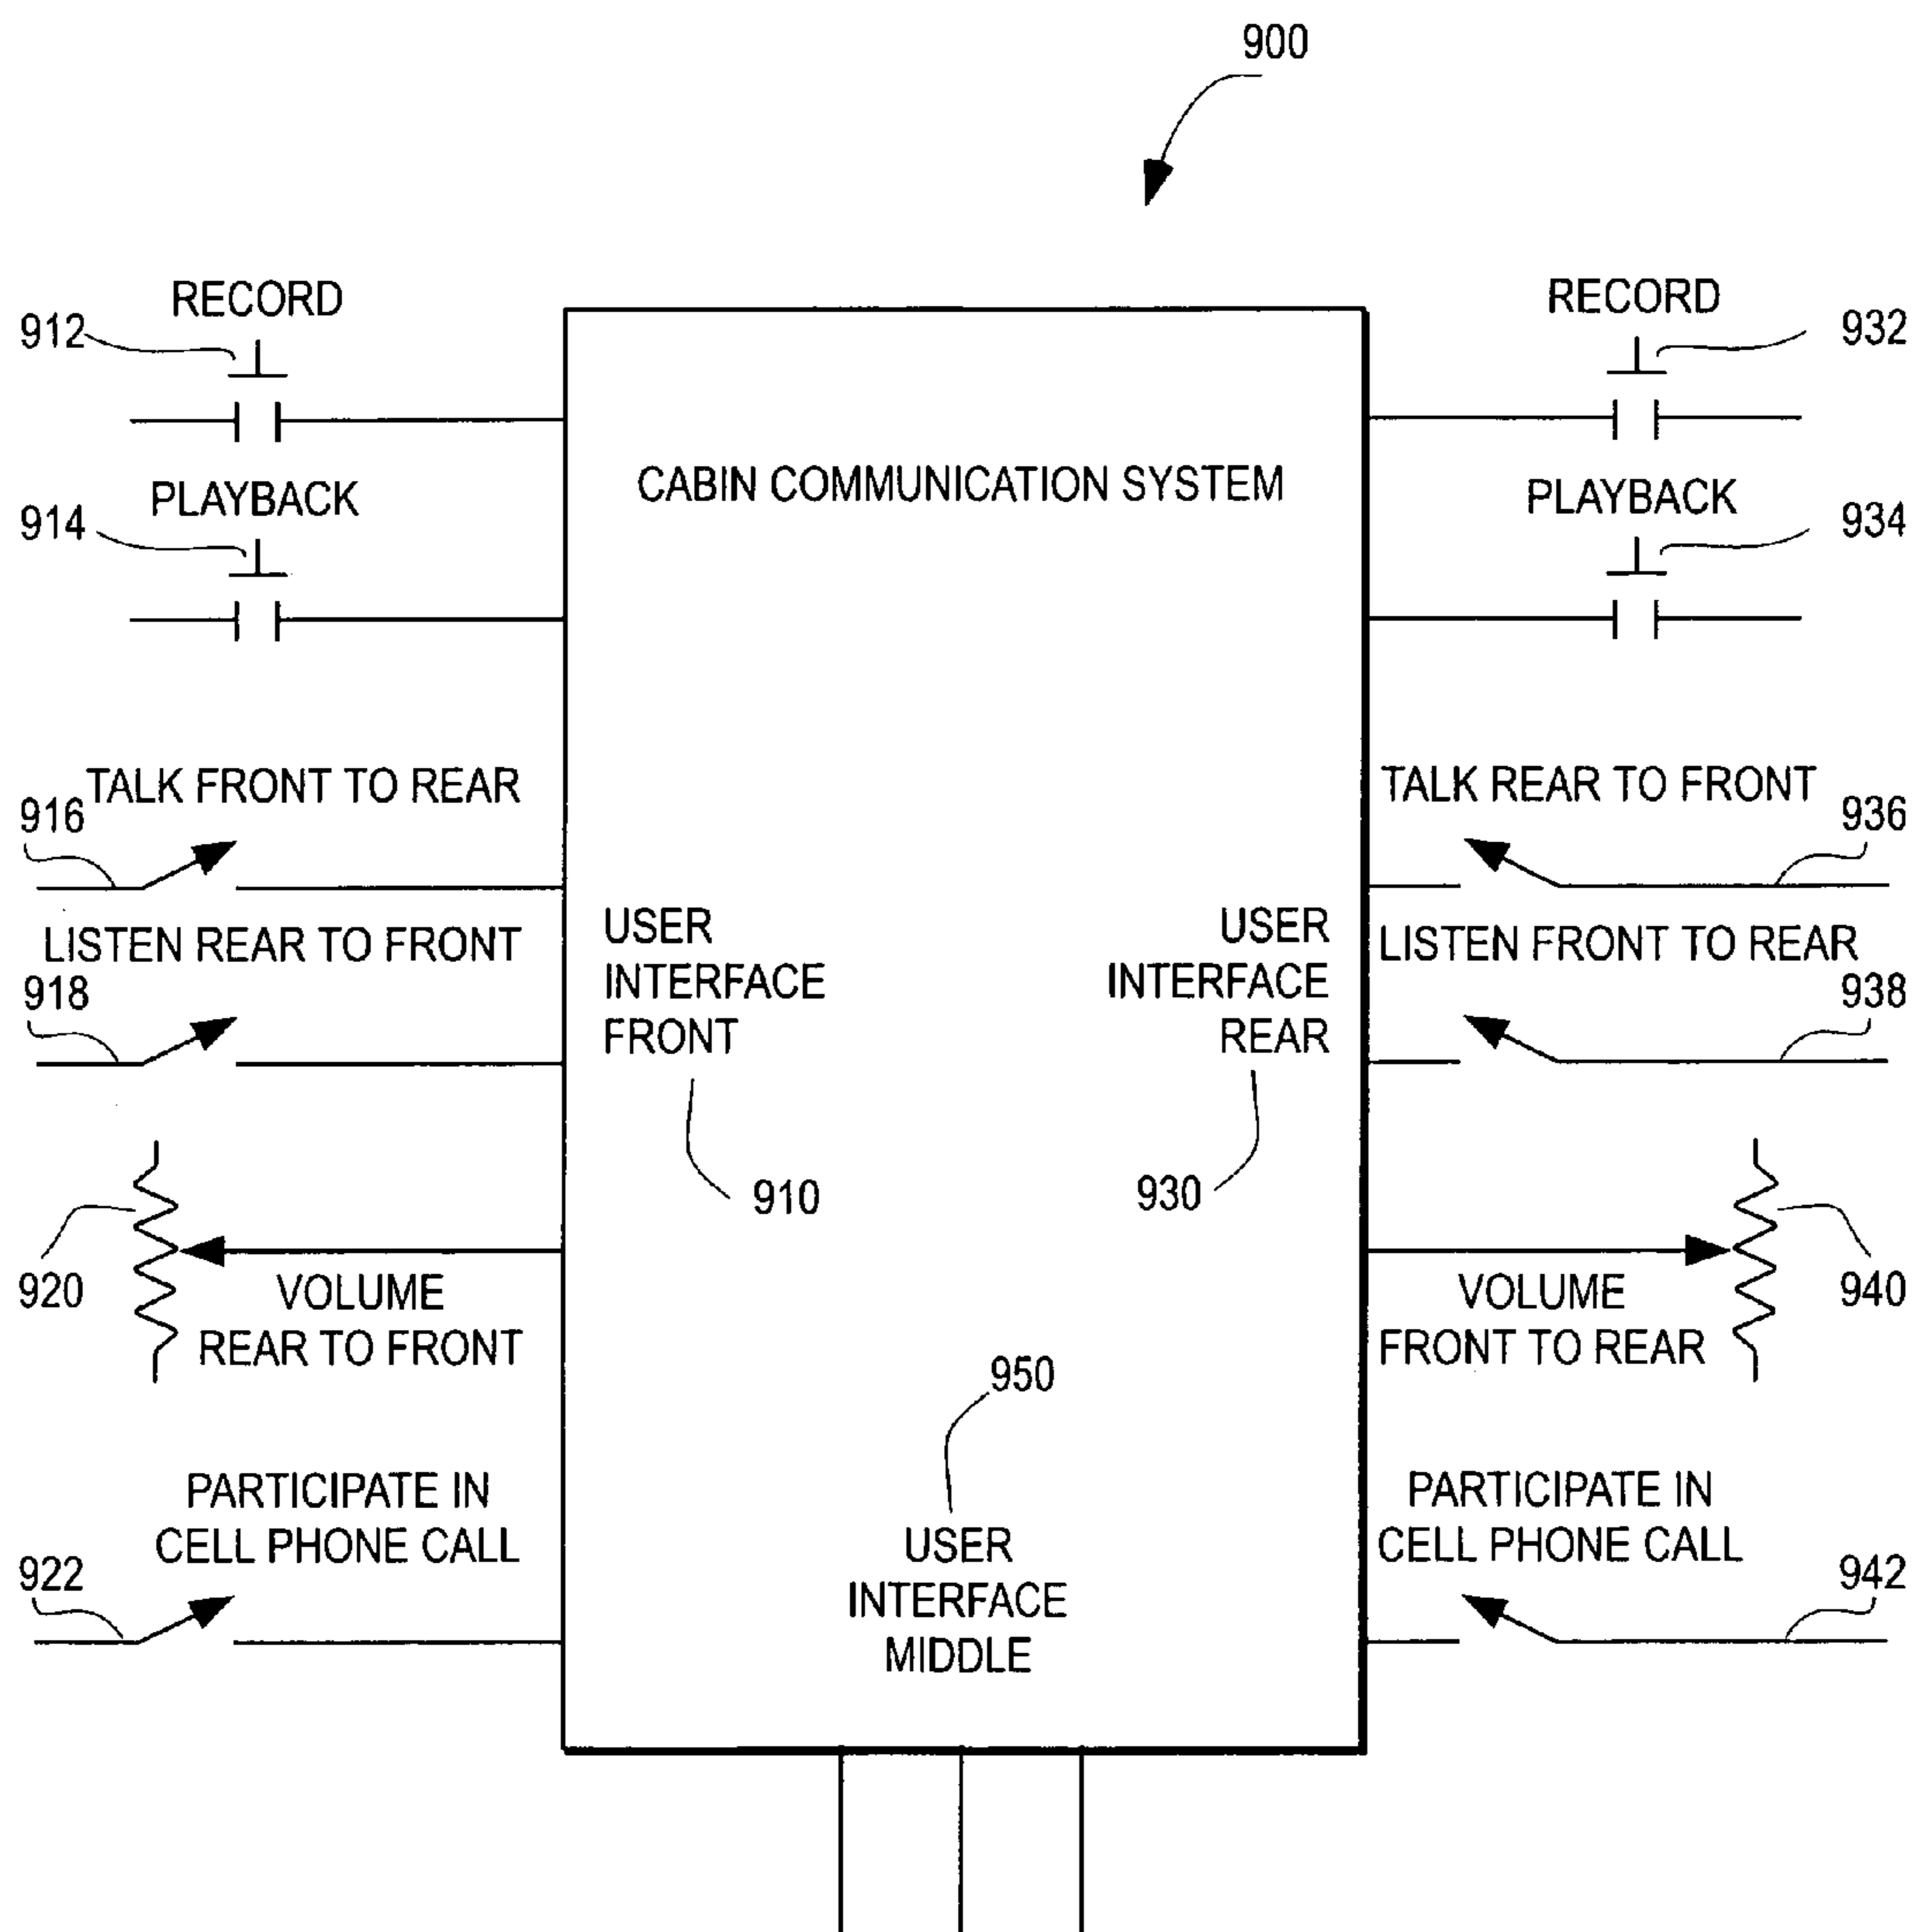 900
RECORD
912
PLAYBACK
914
TALK FRONT TO REAR
916
LISTEN REAR TO FRONT
918
920
VOLUME
REAR TO FRONT
PARTICIPATE IN
CELL PHONE CALL
922
CABIN COMMUNICATION SYSTEM
USER
INTERFACE
FRONT
910
USER
INTERFACE
REAR
930
950
USER
INTERFACE
MIDDLE
RECORD
932
PLAYBACK
934
TALK REAR TO FRONT
936
LISTEN FRONT TO REAR
938
940
VOLUME
FRONT TO REAR
PARTICIPATE IN
CELL PHONE CALL
942